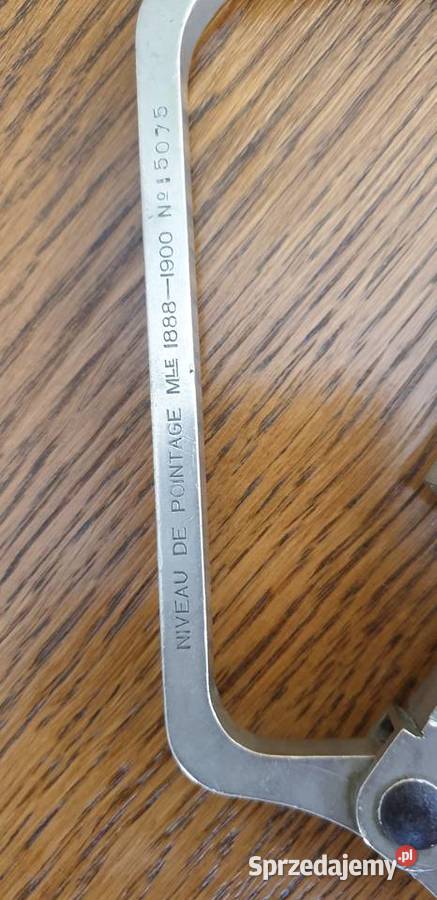 NIVEAU DE POINTAGE MLE 1888—1900 Nº 15075
Sprzedajemy.pl